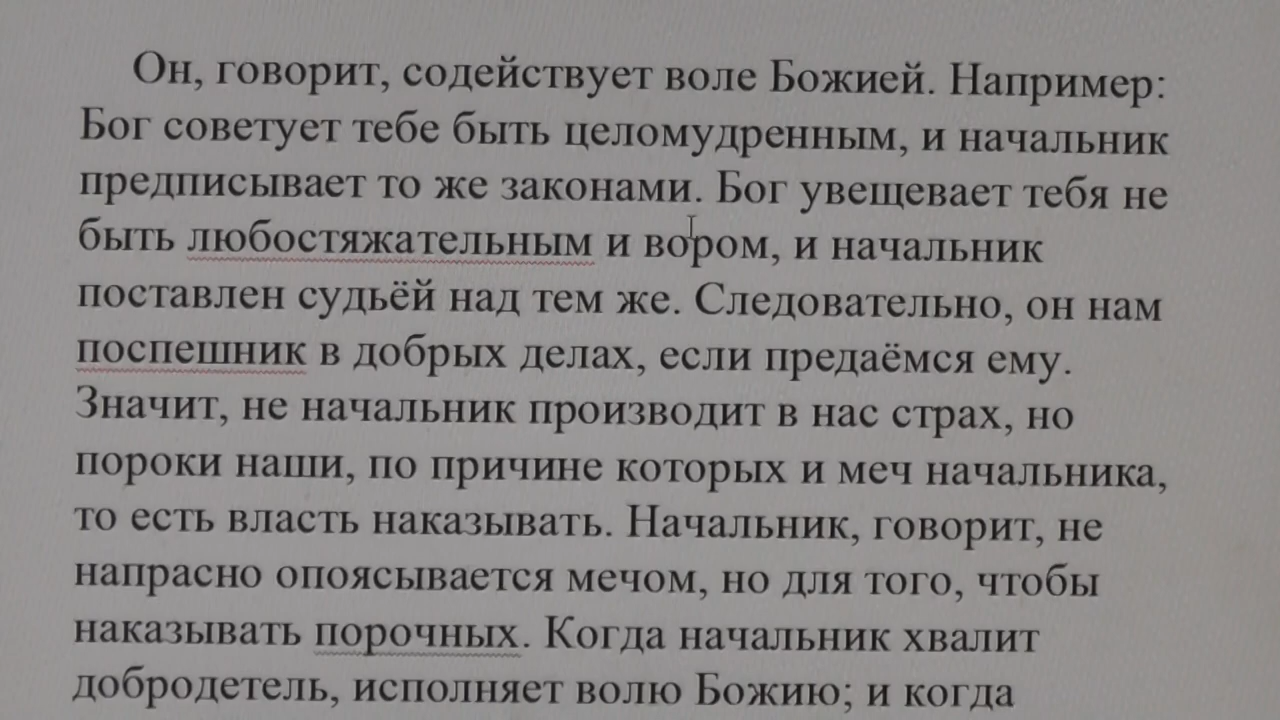 Он, говорит, содействует воле Божией. Например:
Бог советует тебе быть целомудренным, и начальник
предписывает то же законами. Бог увещевает тебя не
быть любостяжательным и вором, и начальник
поставлен судьёй над тем же. Следовательно, он нам
поспешник в добрых делах, если предаёмся ему.
Значит, не начальник производит в нас страх, но
пороки наши, по причине которых и меч начальника,
то есть власть наказывать. Начальник, говорит, не
напрасно опоясывается мечом, но для того, чтобы
наказывать порочных. Когда начальник хвалит
добродетель, исполняет волю Божию; и когда